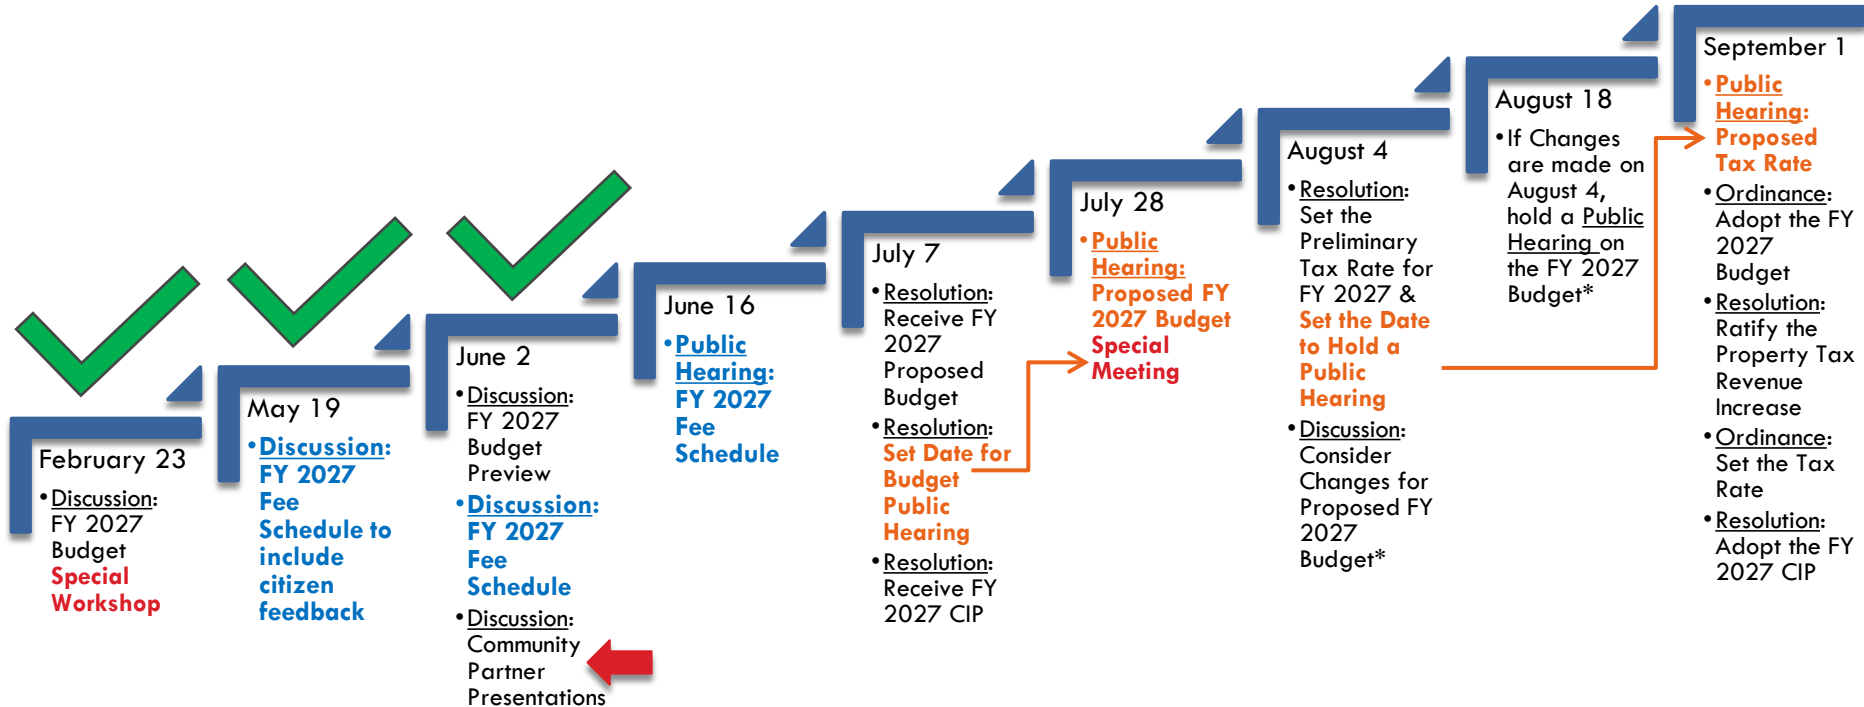 February 23
•Discussion:
FY 2027
Budget
Special
Workshop
May 19
•Discussion:
FY 2027
Fee
Schedule to
include
citizen
feedback
June 2
•Discussion:
FY 2027
Budget
Preview
•Discussion:
FY 2027
Fee
Schedule
•Discussion:
Community
Partner
Presentations
June 16
•Public
Hearing:
FY 2027
Fee
Schedule
July 7
•Resolution:
Receive FY
2027
Proposed
Budget
•Resolution:
Set Date for
Budget
Public
Hearing
•Resolution:
Receive FY
2027 CIP
July 28
•Public
Hearing:
Proposed FY
2027 Budget
Special
Meeting
August 4
•Resolution:
Set the
Preliminary
Tax Rate for
FY 2027 &
Set the Date
to Hold a
Public
Hearing
•Discussion:
Consider
Changes for
Proposed FY
2027
Budget*
August 18
•If Changes
are made on
August 4,
hold a Public
Hearing on
the FY 2027
Budget*
September 1
•Public
Hearing:
Proposed
Tax Rate
•Ordinance:
Adopt the FY
2027
Budget
•Resolution:
Ratify the
Property Tax
Revenue
Increase
•Ordinance:
Set the Tax
Rate
•Resolution:
Adopt the FY
2027 CIP